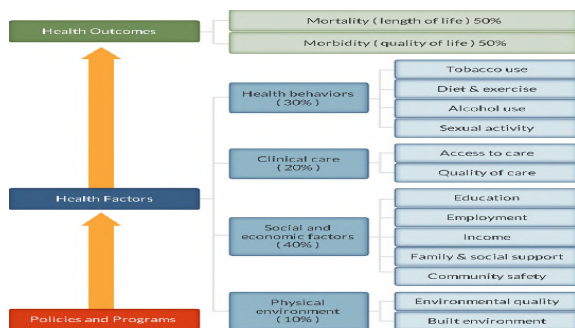 Health Outcomes
Mortality (length of life) 50%
Morbidity (quality of life) 50%
Health Factors
Health behaviors
(30%)
Tobacco use
Diet & exercise
Alcohol use
Sexual activity
Clinical care
(20%)
Access to care
Quality of care
Social and
economic factors
(40%)
Education
Employment
Income
Family & social support
Community safety
Policies and Programs
Physical
environment
(10%)
Environmental quality
Built environment